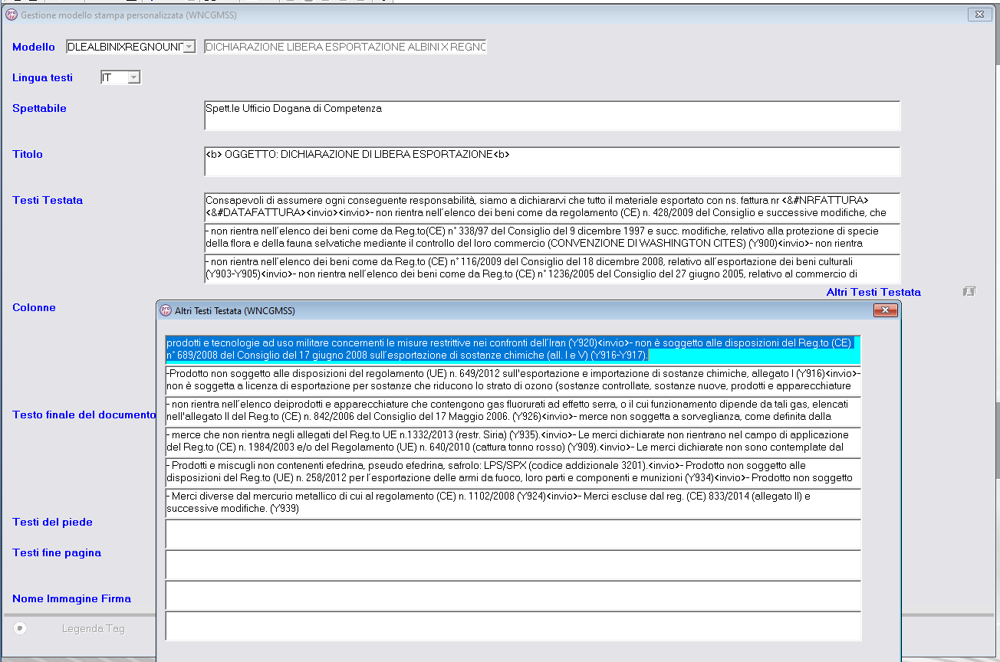 Gestione modello stampa personalizzata (WNCGMSS)
Modello DLEALBINIXREGNOUNIT DICHIARAZIONE LIBERA ESPORTAZIONE ALBINI X REGNO
Lingua testi IT
Spettabile Spett.le Ufficio Dogana di Competenza
Titolo <b> OGGETTO: DICHIARAZIONE DI LIBERA ESPORTAZIONE<b>
Testi Testata Consapevoli di assumere ogni conseguente responsabilità, siamo a dichiararvi che tutto il materiale esportato con ns. fattura nr <&#NRFATTURA>
<&#DATAFATTURA><invio><invio>- non rientra nell´elenco dei beni come da regolamento (CE) n. 428/2009 del Consiglio e successive modifiche, che
- non rientra nell´elenco dei beni come da Reg.to(CE) n° 338/97 del Consiglio del 9 dicembre 1997 e succ. modifiche, relativo alla protezione di specie
della flora e della fauna selvatiche mediante il controllo del loro commercio (CONVENZIONE DI WASHINGTON CITES) (Y900)<invio>- non rientra
- non rientra nell´elenco dei beni come da Reg.to (CE) n° 116/2009 del Consiglio del 18 dicembre 2008, relativo all´esportazione dei beni culturali
(Y903-Y905)<invio>- non rientra nell´elenco dei beni come da Reg.to (CE) n° 1236/2005 del Consiglio del 27 giugno 2005, relativo al commercio di
Altri Testi Testata
Colonne
Altri Testi Testata (WNCGMSS)
prodotti e tecnologie ad uso militare concernenti le misure restrittive nei confronti dell´Iran (Y920)<invio>- non è soggetto alle disposizioni del Reg.to (CE)
n° 689/2008 del Consiglio del 17 giugno 2008 sull´esportazione di sostanze chimiche (all. I e V) (Y916-Y917).
-Prodotto non soggetto alle disposizioni del regolamento (UE) n. 649/2012 sull'esportazione e importazione di sostanze chimiche, allegato I (Y916)<invio>-
non è soggetta a licenza di esportazione per sostanze che riducono lo strato di ozono (sostanze controllate, sostanze nuove, prodotti e apparecchiature
- non rientra nell´elenco deiprodotti e apparecchiature che contengono gas fluorurati ad effetto serra, o il cui funzionamento dipende da tali gas, elencati
Testo finale del documento nell'allegato II del Reg.to (CE) n. 842/2006 del Consiglio del 17 Maggio 2006. (Y926)<invio>- merce non soggetta a sorveglianza, come definita dalla
- merce che non rientra negli allegati del Reg.to UE n.1332/2013 (restr. Siria) (Y935).<invio>- Le merci dichiarate non rientrano nel campo di applicazione
del Reg.to (CE) n. 1984/2003 e/o del Regolamento (UE) n. 640/2010 (cattura tonno rosso) (Y909).<invio>- Le merci dichiarate non sono contemplate dal
- Prodotti e miscugli non contenenti efedrina, pseudo efedrina, safrolo: LPS/SPX (codice addizionale 3201).<invio>- Prodotto non soggetto alle
disposizioni del Reg.to (UE) n. 258/2012 per l´esportazione delle armi da fuoco, loro parti e componenti e munizioni (Y934)<invio>- Prodotto non soggetto
- Merci diverse dal mercurio metallico di cui al regolamento (CE) n. 1102/2008 (Y924)<invio>- Merci escluse dal reg. (CE) 833/2014 (allegato II) e
successive modifiche. (Y939)
Testi del piede
Testi fine pagina
Nome Immagine Firma
Legenda Tag